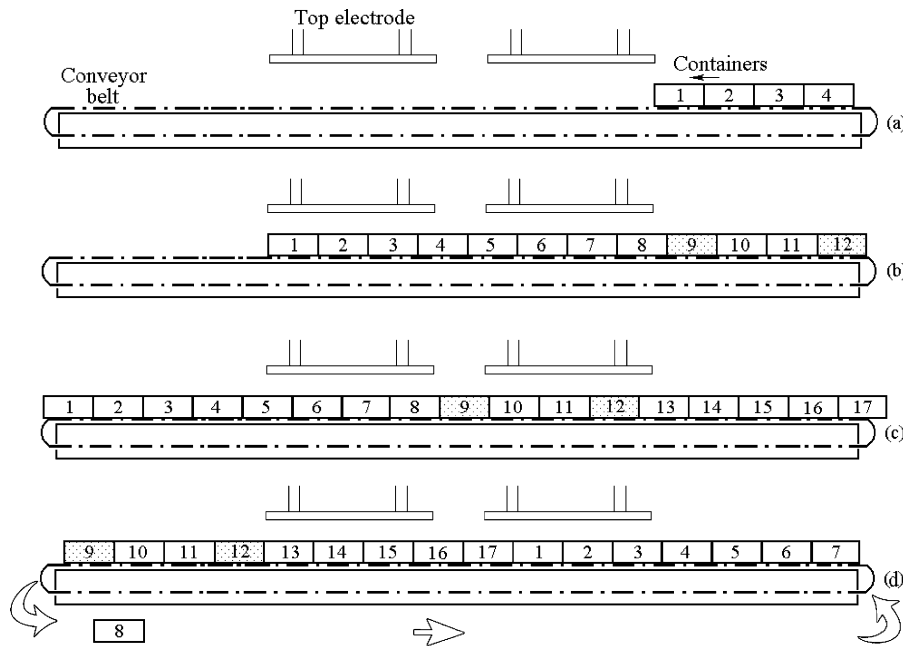 Top electrode
Conveyor
belt
Containers
1 2 3 4
(a)
1 2 3 4 5 6 7 8 9 10 11 12
(b)
1 2 3 4 5 6 7 8 9 10 11 12 13 14 15 16 17
(c)
9 10 11 12 13 14 15 16 17 1 2 3 4 5 6 7
(d)
8